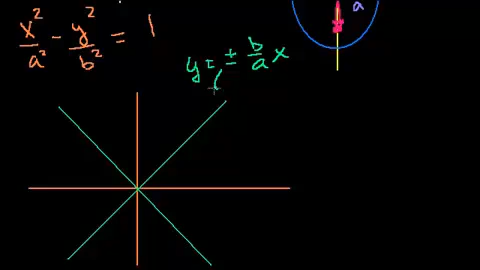 x²/a² - y²/b² = 1
a
y = ± b/a x